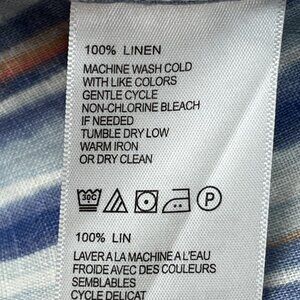 100% LINEN
MACHINE WASH COLD
WITH LIKE COLORS
GENTLE CYCLE
NON-CHLORINE BLEACH
IF NEEDED
TUMBLE DRY LOW
WARM IRON
OR DRY CLEAN
30C P
100% LIN
LAVER A LA MACHINE A L'EAU
FROIDE AVEC DES COULEURS
SEMBLABLES
CYCLE DELICAT